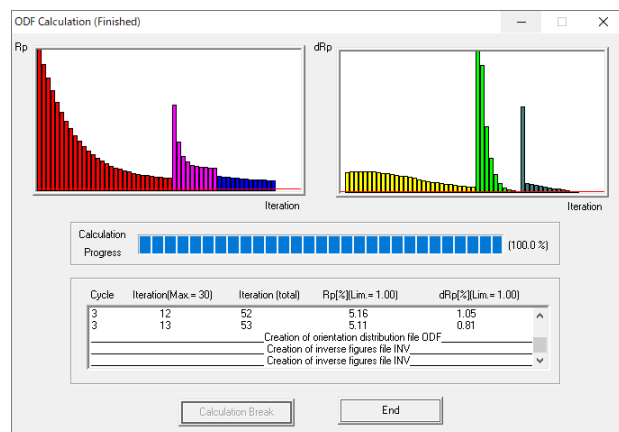 ODF Calculation (Finished)
Rp
dRp
Iteration
Iteration
Calculation
Progress
(100.0 %)
Cycle Iteration(Max.= 30) Iteration (total) Rp[%](Lim.= 1.00) dRp[%](Lim.= 1.00)
3 12 52 5.16 1.05
3 13 53 5.11 0.81
Creation of orientation distribution file ODF
Creation of inverse figures file INV
Creation of inverse figures file INV
Calculation Break
End